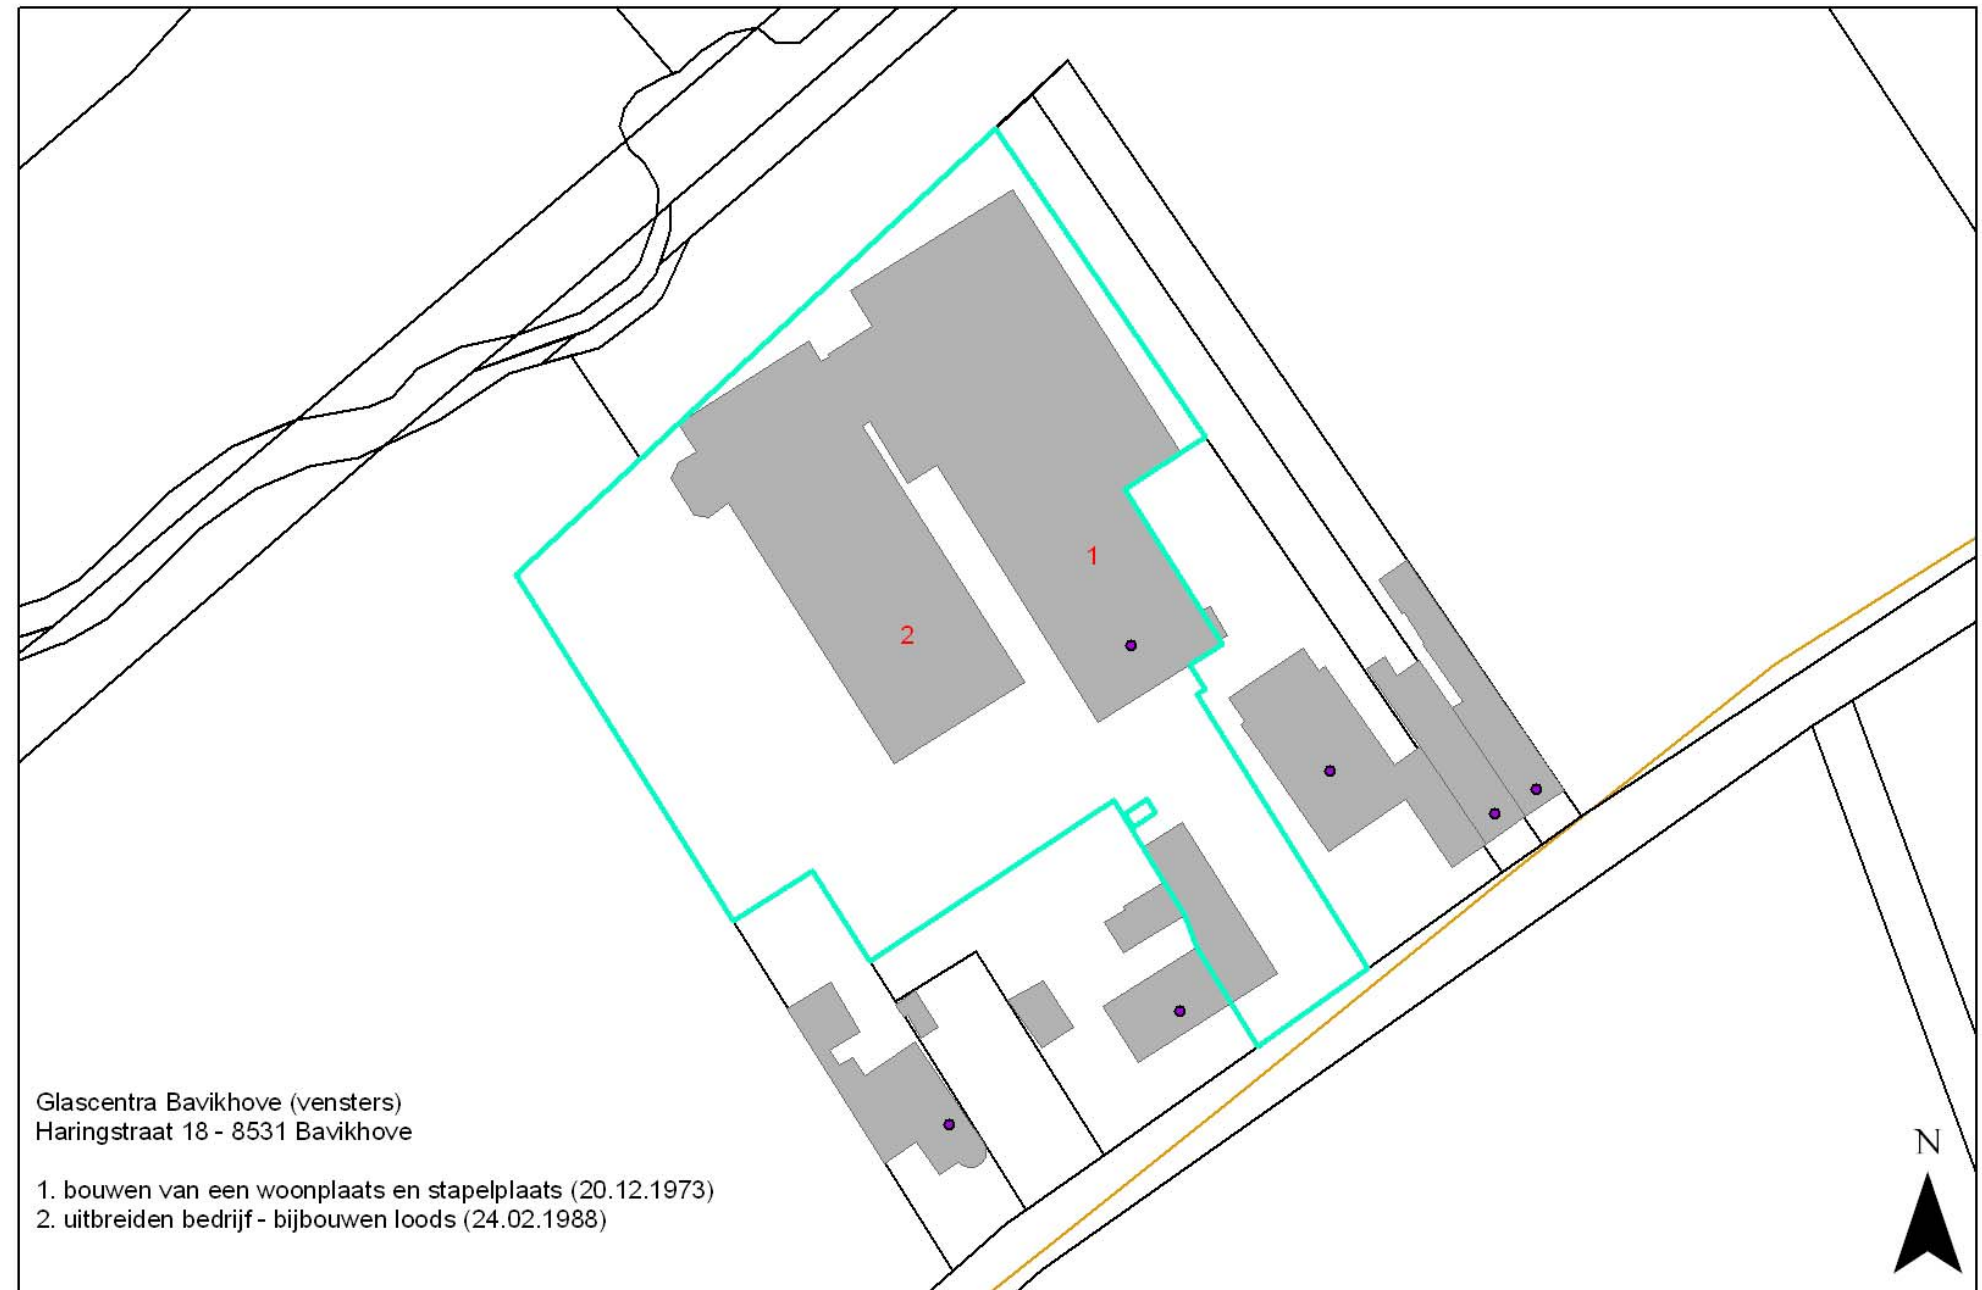 1
2
Glascentra Bavikhove (vensters)
Haringstraat 18 - 8531 Bavikhove
1. bouwen van een woonplaats en stapelplaats (20.12.1973)
2. uitbreiden bedrijf - bijbouwen loods (24.02.1988)
N